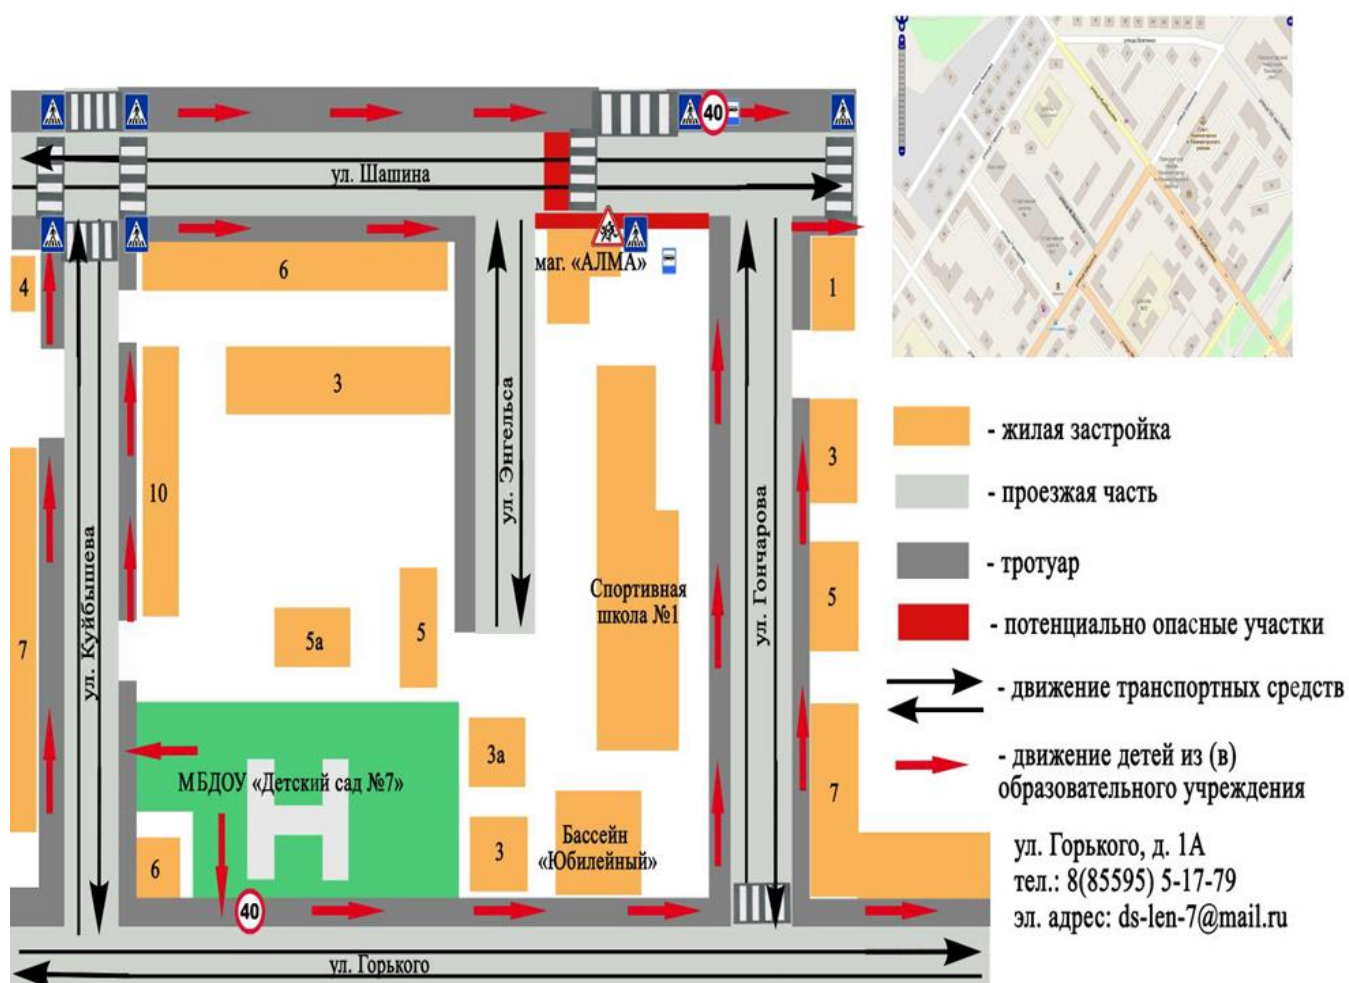 40
ул. Шашина
маг. «АЛМА»
4
6
1
3
10
ул. Энгельса
3
5
ул. Куйбышева
7
5а
5
Спортивная
школа №1
ул. Гончарова
3а
7
МБДОУ «Детский сад №7»
6
3
Бассейн
«Юбилейный»
40
ул. Горького
- жилая застройка
- проезжая часть
- тротуар
- потенциально опасные участки
- движение транспортных средств
- движение детей из (в)
образовательного учреждения
ул. Горького, д. 1А
тел.: 8(85595) 5-17-79
эл. адрес: ds-len-7@mail.ru